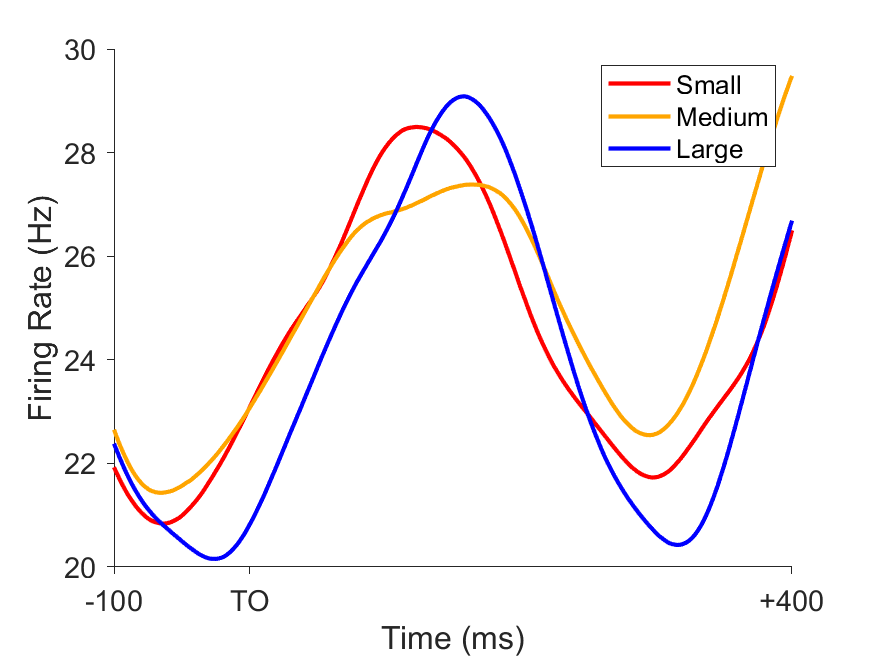 30
28
26
24
22
20
Firing Rate (Hz)
Small
Medium
Large
-100
TO
+400
Time (ms)